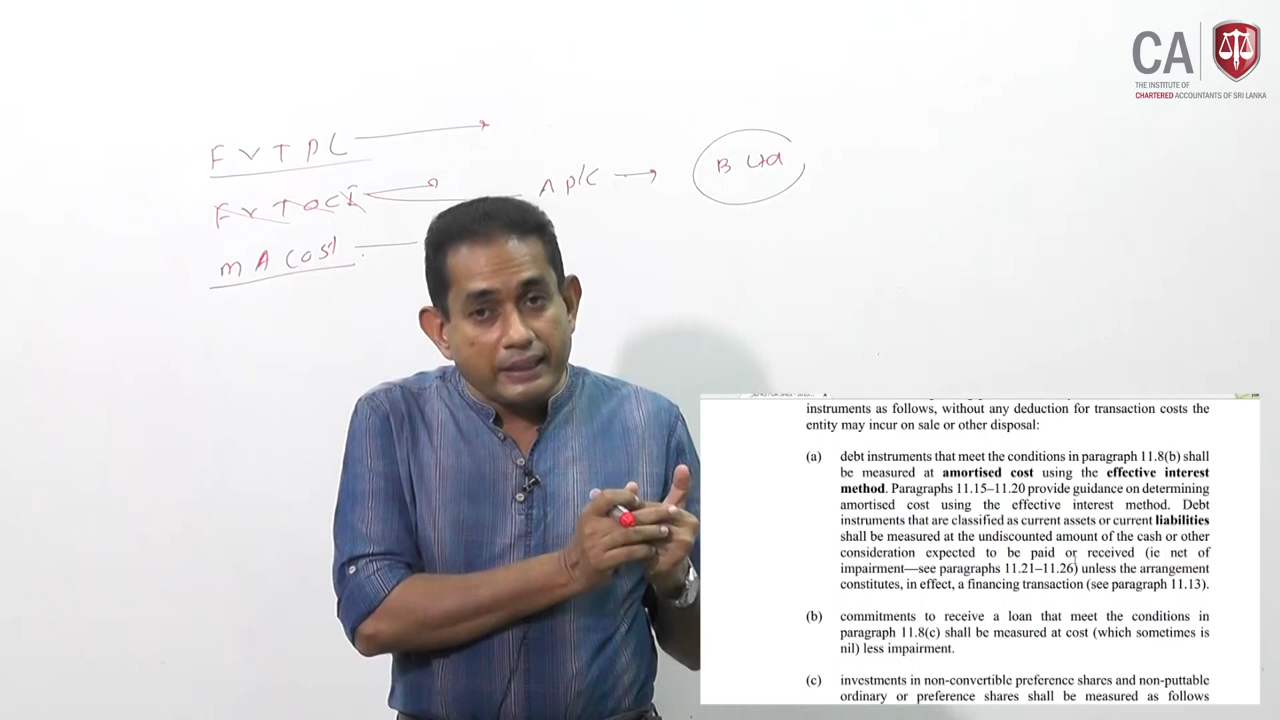 CA
THE INSTITUTE OF
CHARTERED ACCOUNTANTS OF SRI LANKA
FVTPL
FVTOCI
A plc
B Ltd
M A Cost
instruments as follows, without any deduction for transaction costs the
entity may incur on sale or other disposal:
(a) debt instruments that meet the conditions in paragraph 11.8(b) shall
be measured at amortised cost using the effective interest
method. Paragraphs 11.15–11.20 provide guidance on determining
amortised cost using the effective interest method. Debt
instruments that are classified as current assets or current liabilities
shall be measured at the undiscounted amount of the cash or other
consideration expected to be paid or received (ie net of
impairment—see paragraphs 11.21–11.26) unless the arrangement
constitutes, in effect, a financing transaction (see paragraph 11.13).
(b) commitments to receive a loan that meet the conditions in
paragraph 11.8(c) shall be measured at cost (which sometimes is
nil) less impairment.
(c) investments in non-convertible preference shares and non-puttable
ordinary or preference shares shall be measured as follows